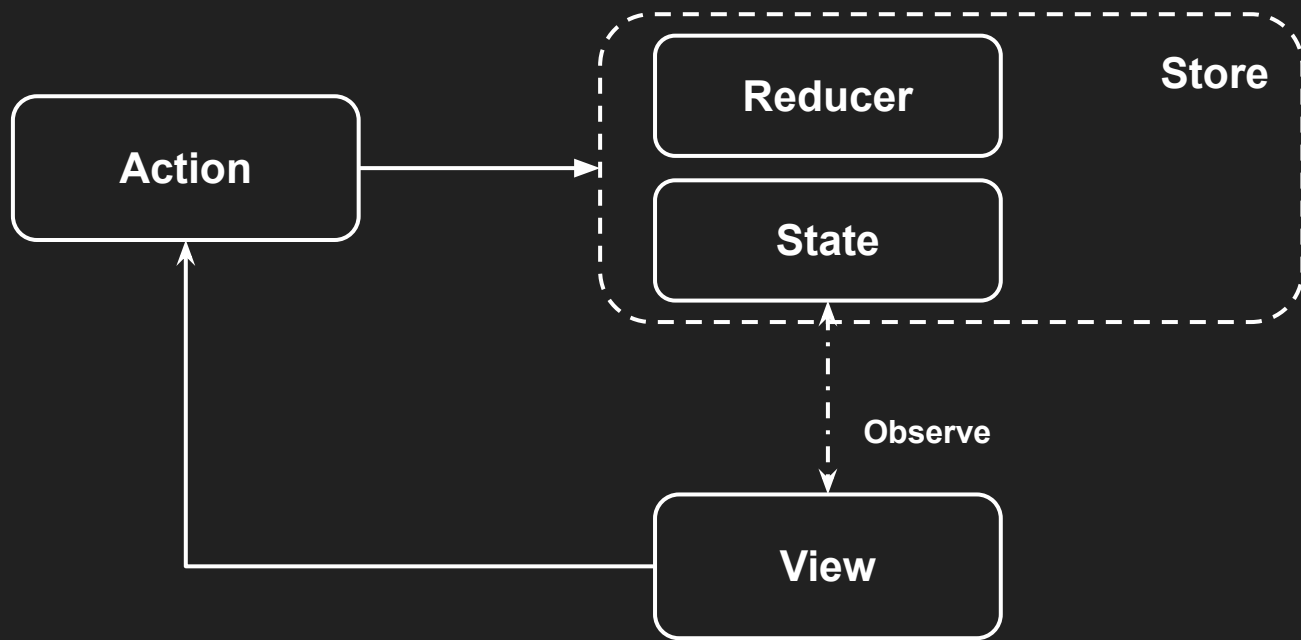 Store
Reducer
Action
State
Observe
View